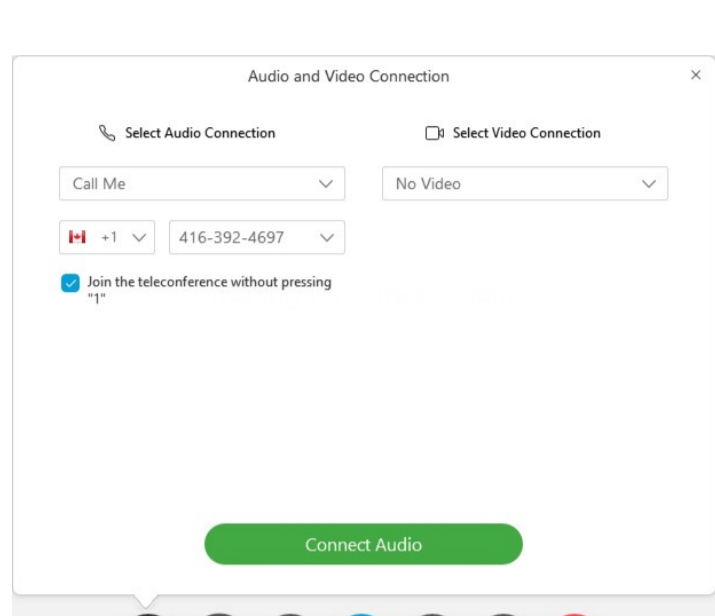 Audio and Video Connection
Select Audio Connection
Select Video Connection
Call Me
No Video
+1
416-392-4697
Join the teleconference without pressing
"1"
Connect Audio